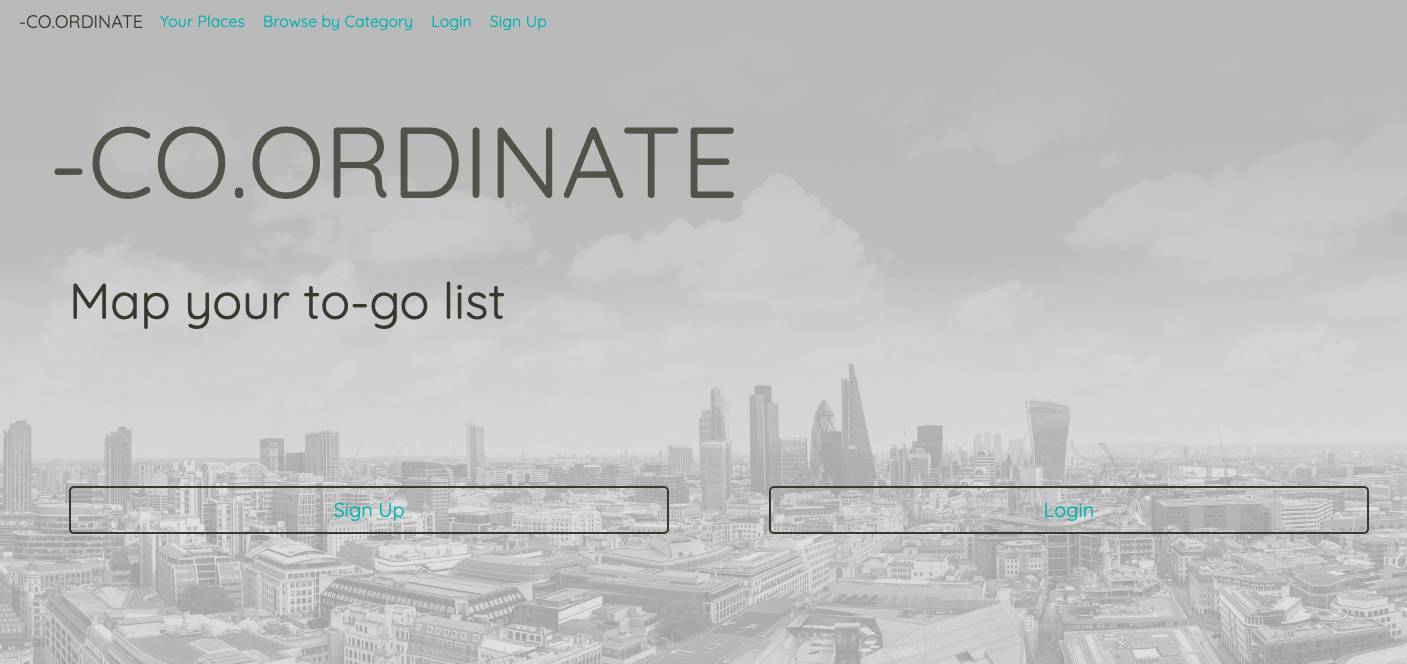 -CO.ORDINATE Your Places Browse by Category Login Sign Up
-CO.ORDINATE
Map your to-go list
Sign Up Login